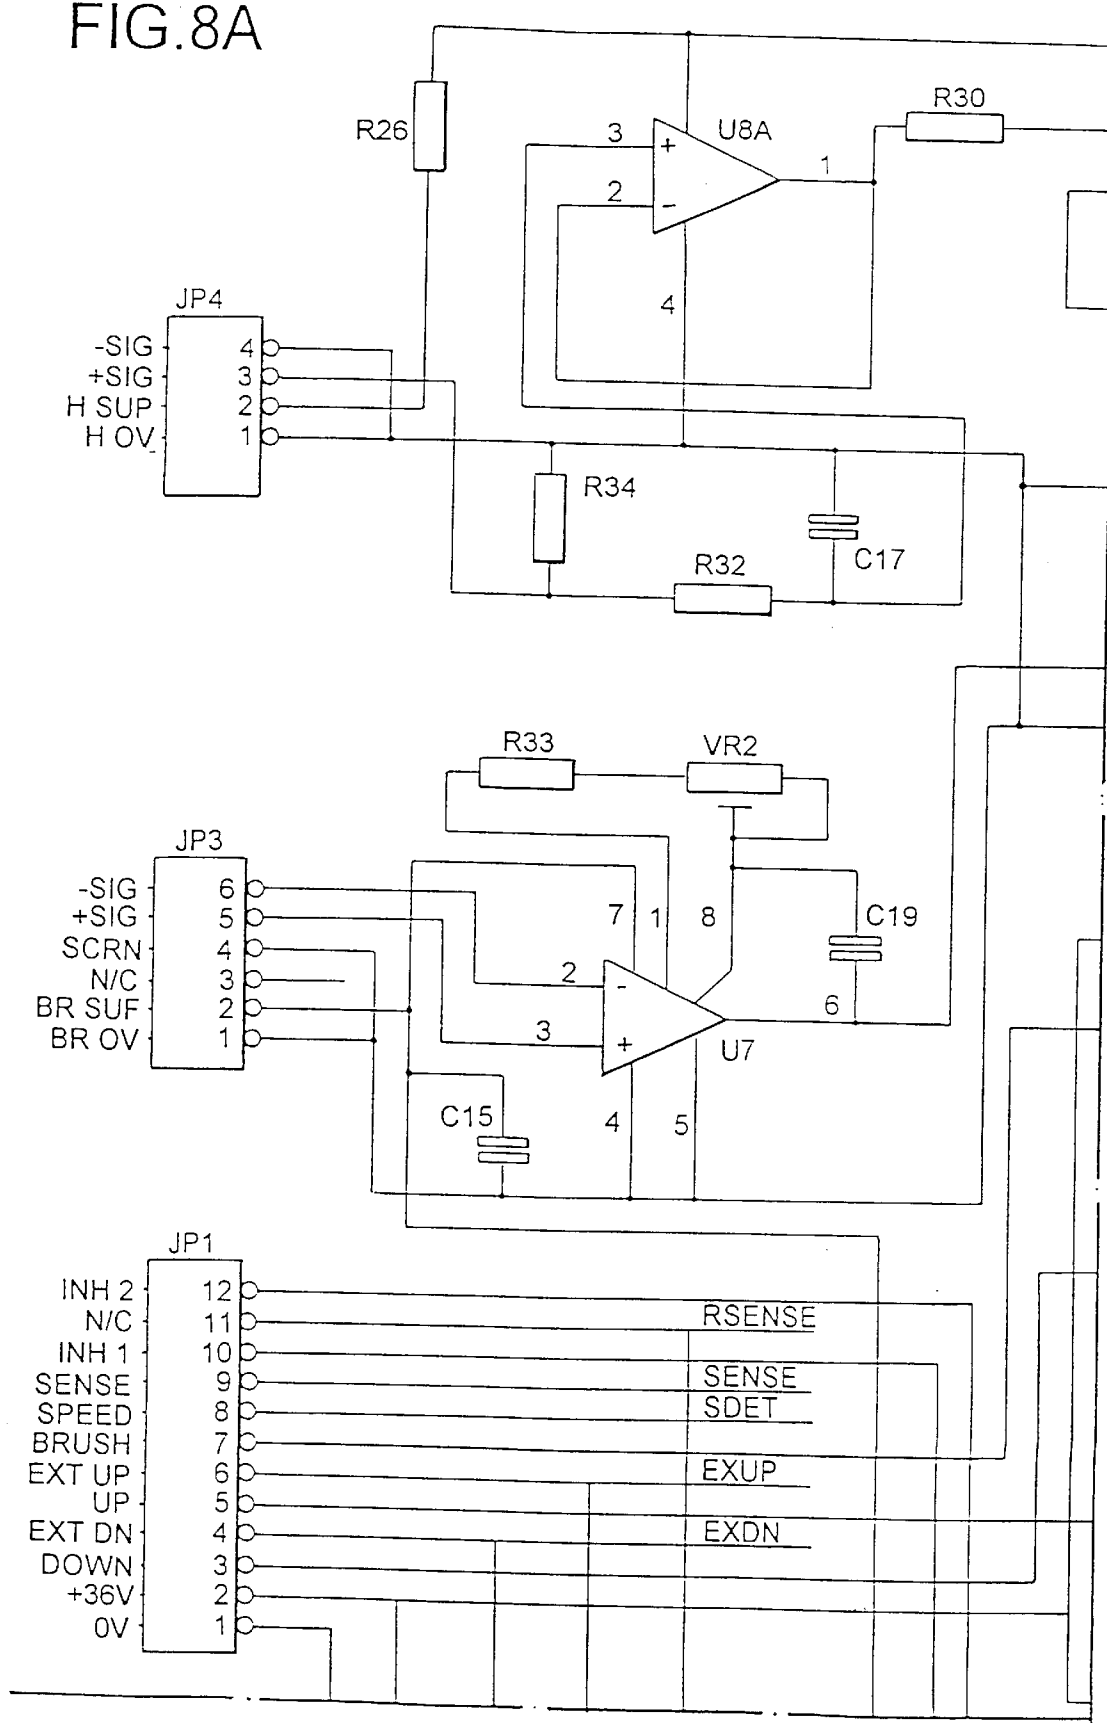 FIG.8A
R26
3
+
U8A
R30
1
2
-
4
JP4
-SIG 4
+SIG 3
H SUP 2
H OV 1
R34
C17
R32
R33
VR2
JP3
-SIG 6
+SIG 5
SCRN 4
N/C 3
BR SUF 2
BR OV 1
7
1
8
C19
2
-
3
+
6
U7
C15
4
5
JP1
INH 2 12
N/C 11
RSENSE
INH 1 10
SENSE 9
SENSE
SPEED 8
SDET
BRUSH 7
EXT UP 6
EXUP
UP 5
EXT DN 4
EXDN
DOWN 3
+36V 2
0V 1